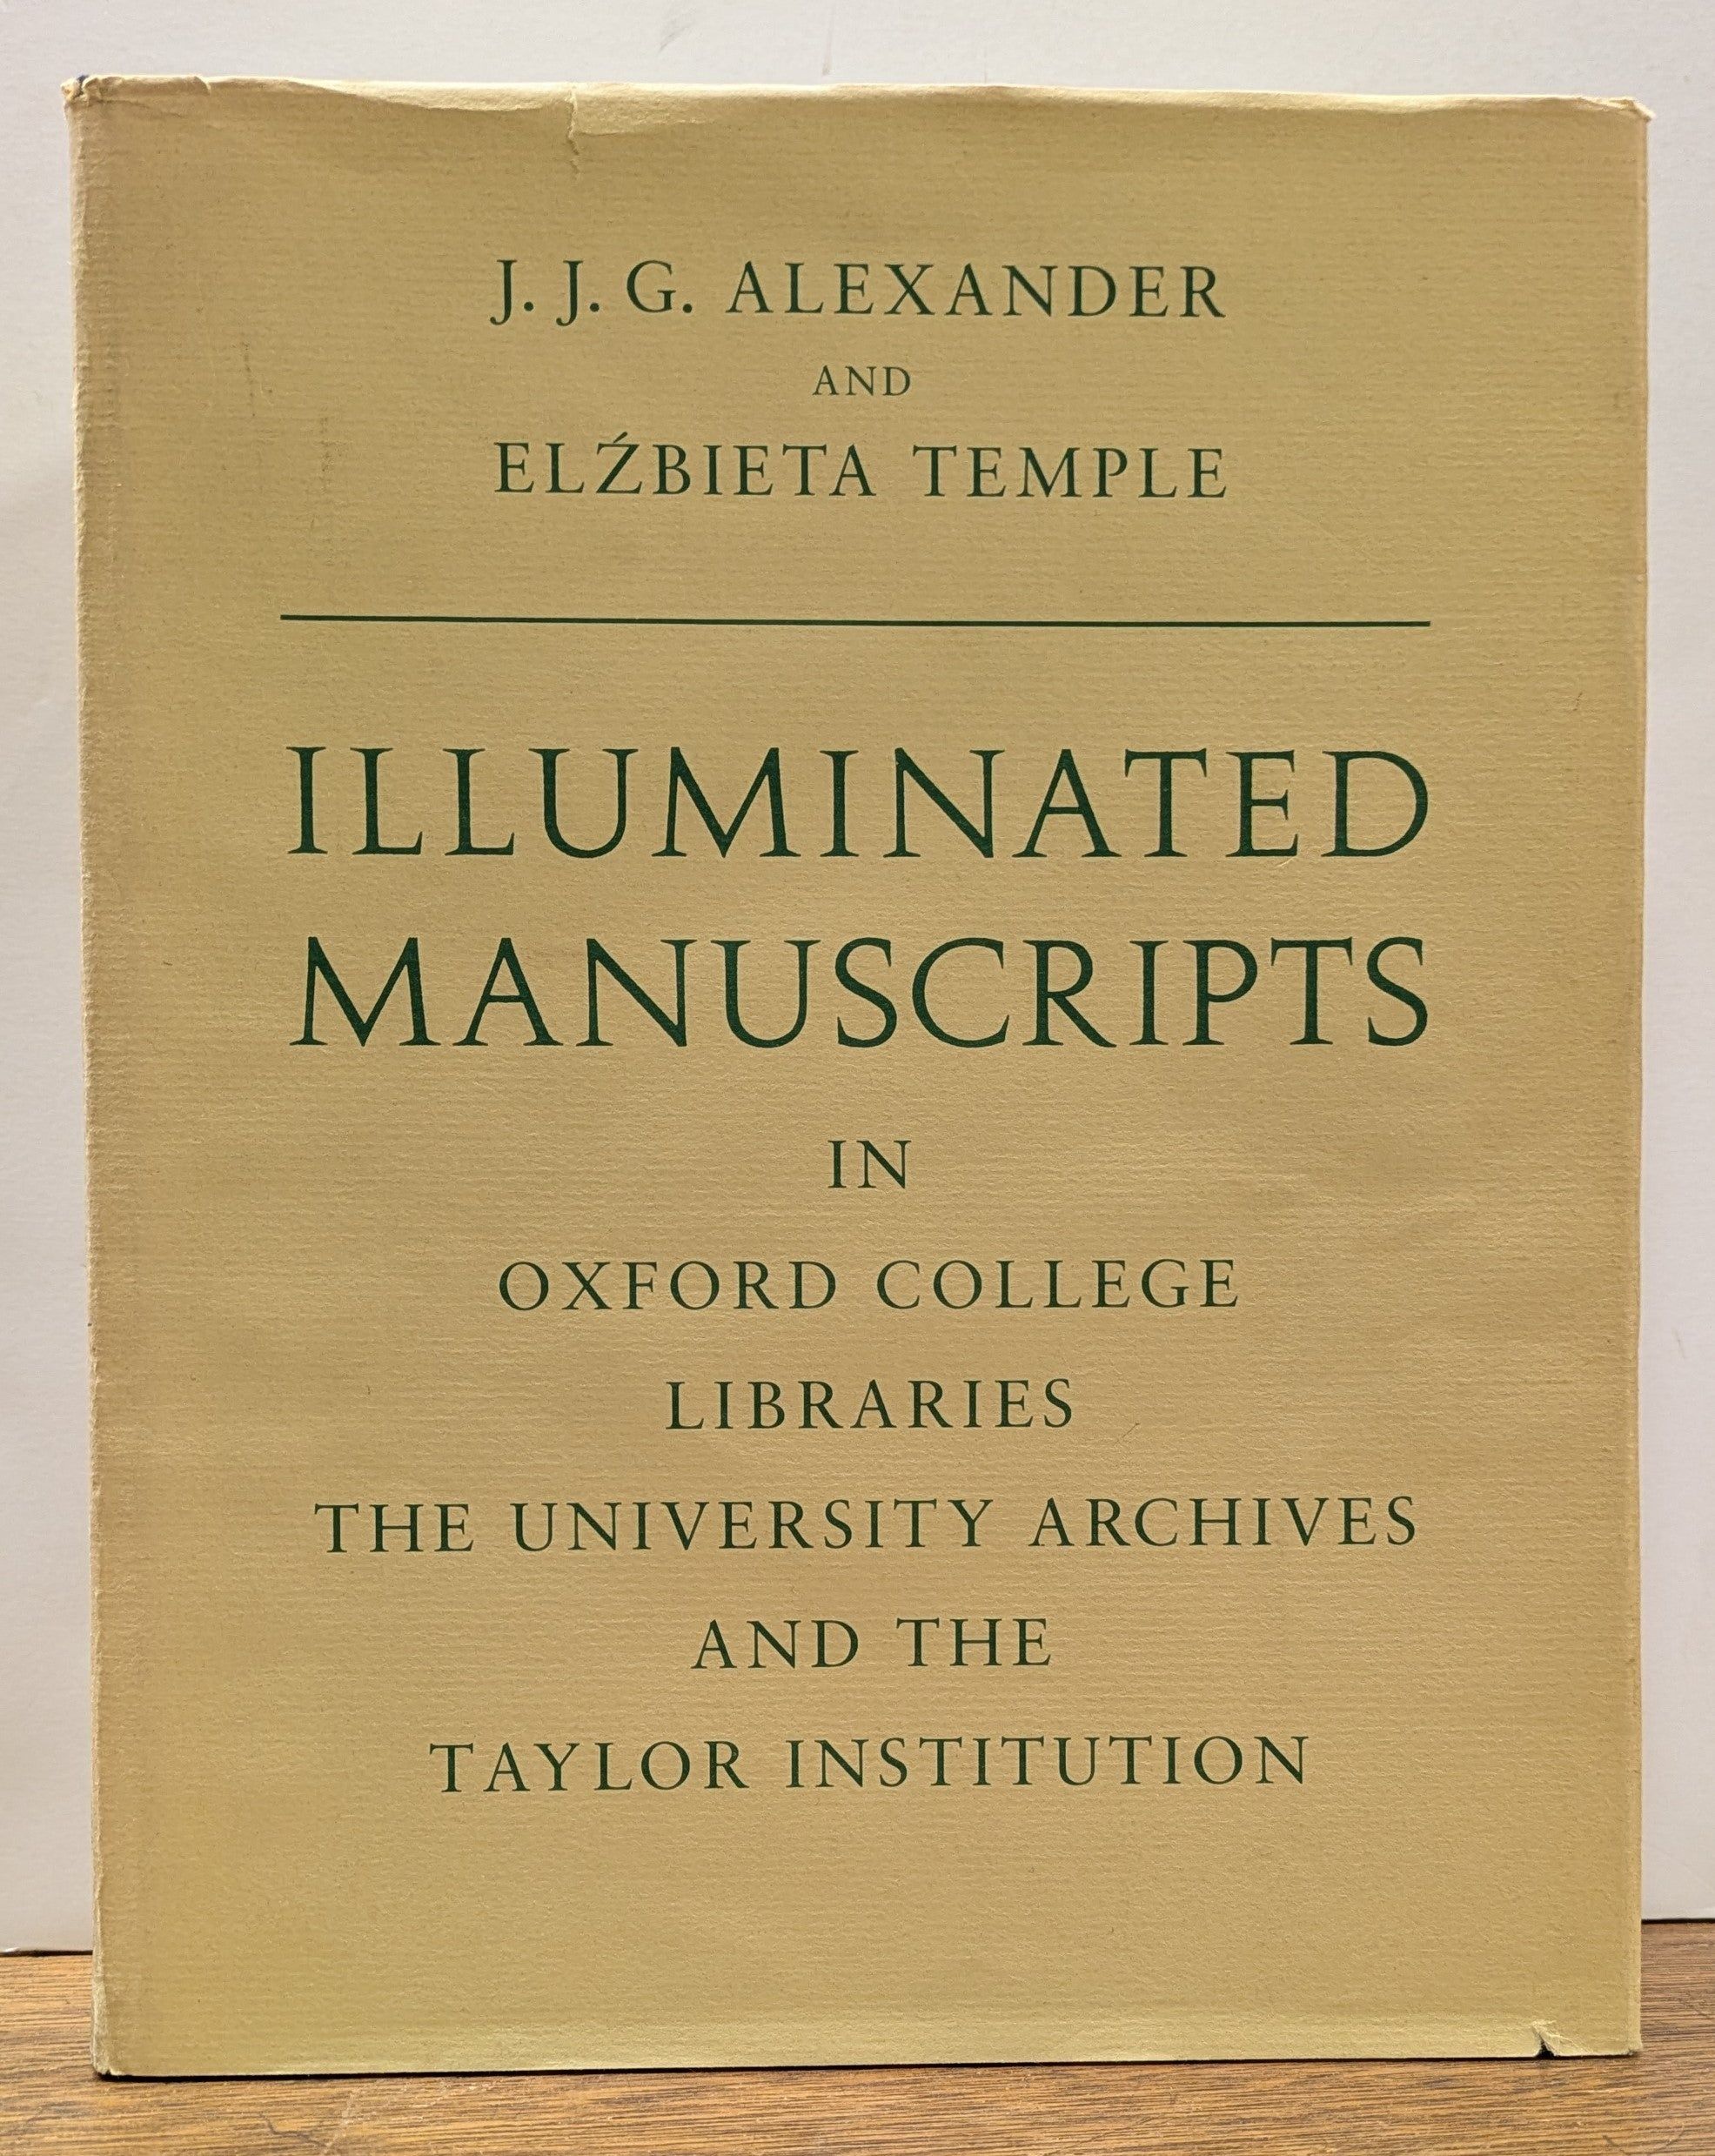 J. J. G. ALEXANDER
AND
ELŹBIETA TEMPLE
ILLUMINATED
MANUSCRIPTS
IN
OXFORD COLLEGE
LIBRARIES
THE UNIVERSITY ARCHIVES
AND THE
TAYLOR INSTITUTION